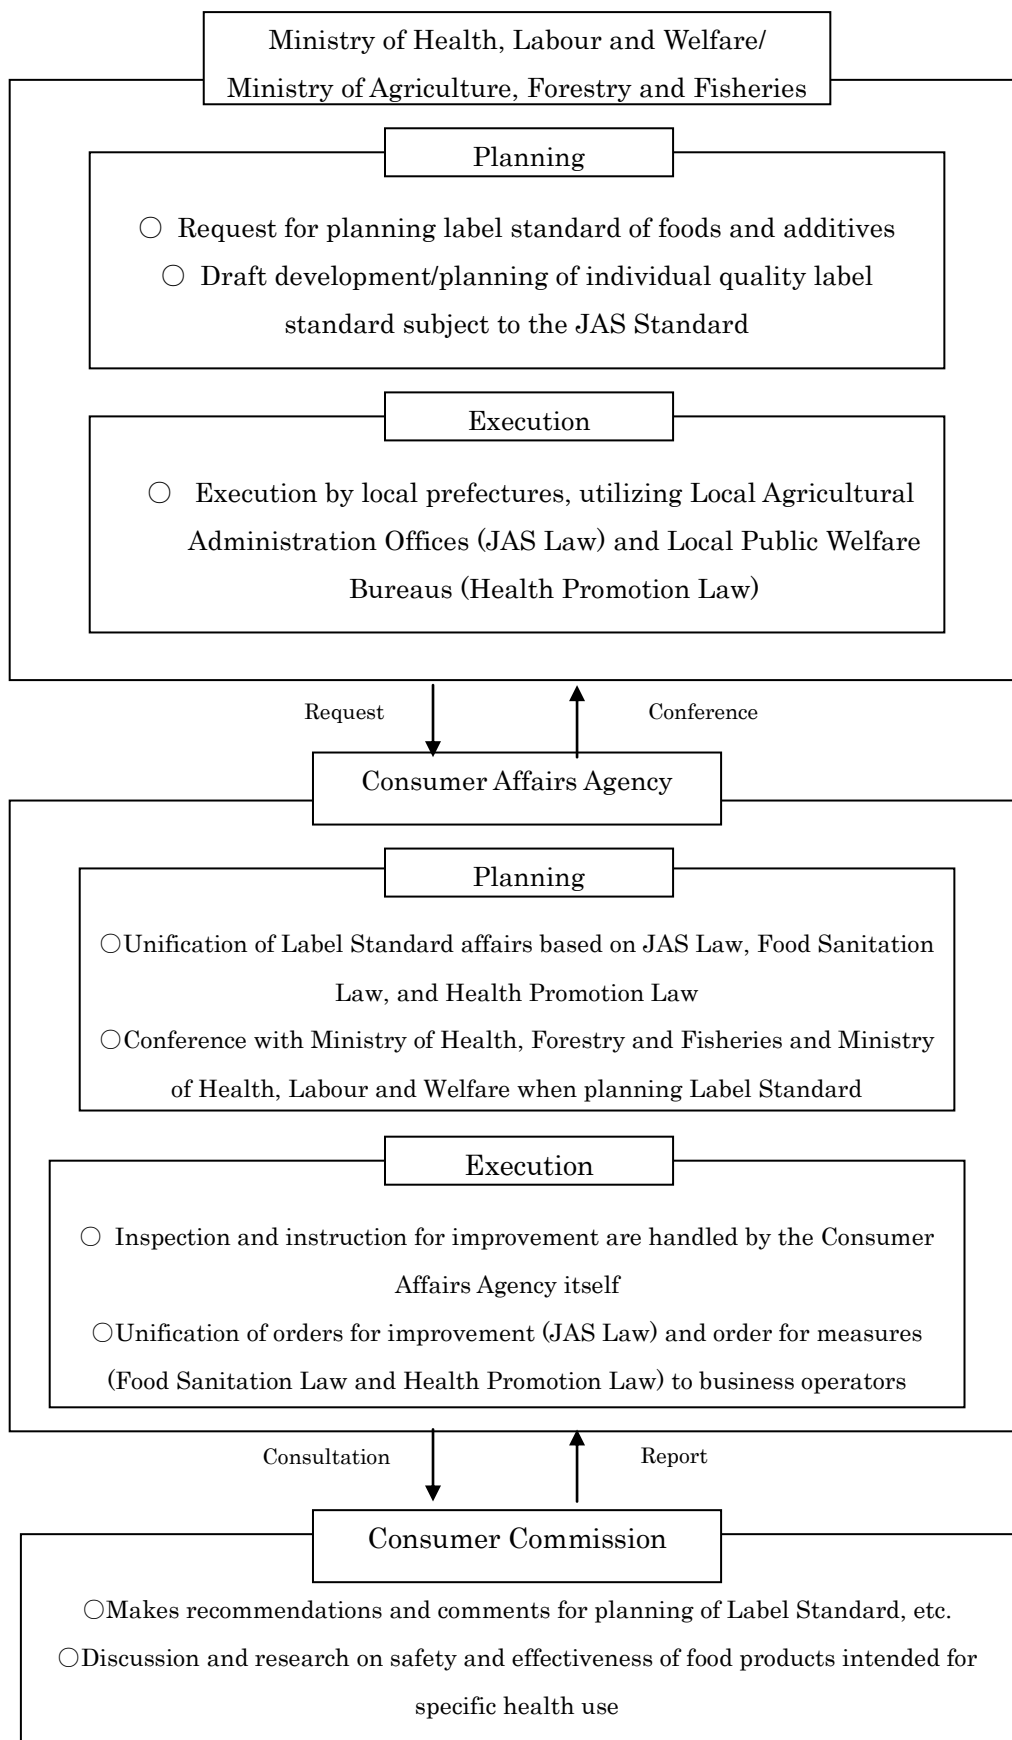 Ministry of Health, Labour and Welfare/
Ministry of Agriculture, Forestry and Fisheries
Planning
○ Request for planning label standard of foods and additives
○ Draft development/planning of individual quality label
standard subject to the JAS Standard
Execution
○ Execution by local prefectures, utilizing Local Agricultural
Administration Offices (JAS Law) and Local Public Welfare
Bureaus (Health Promotion Law)
Request
Conference
Consumer Affairs Agency
Planning
○Unification of Label Standard affairs based on JAS Law, Food Sanitation
Law, and Health Promotion Law
○Conference with Ministry of Health, Forestry and Fisheries and Ministry
of Health, Labour and Welfare when planning Label Standard
Execution
○ Inspection and instruction for improvement are handled by the Consumer
Affairs Agency itself
○Unification of orders for improvement (JAS Law) and order for measures
(Food Sanitation Law and Health Promotion Law) to business operators
Consultation
Report
Consumer Commission
○Makes recommendations and comments for planning of Label Standard, etc.
○Discussion and research on safety and effectiveness of food products intended for
specific health use